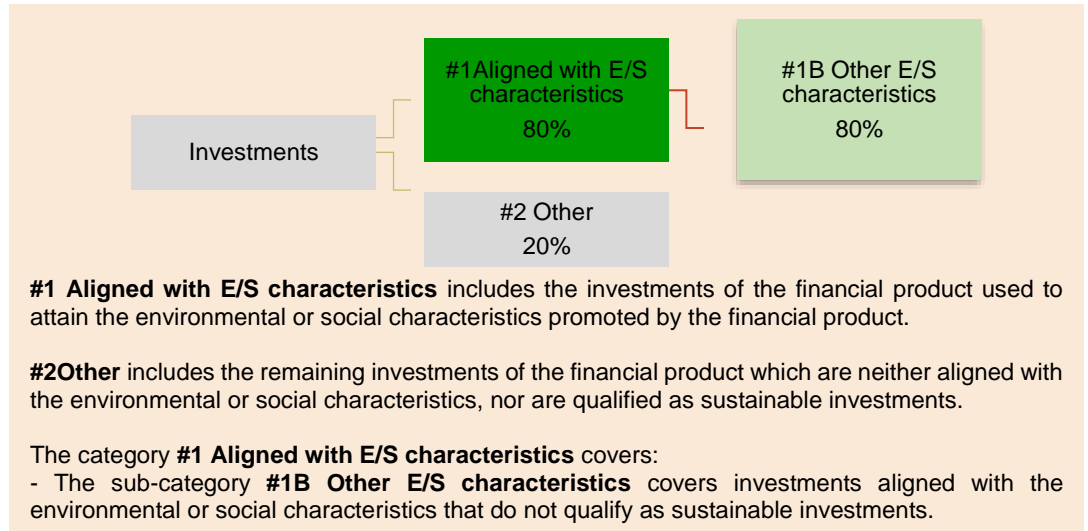 #1Aligned with E/S
characteristics
80%
#1B Other E/S
characteristics
80%
Investments
#2 Other
20%
#1 Aligned with E/S characteristics includes the investments of the financial product used to
attain the environmental or social characteristics promoted by the financial product.
#2Other includes the remaining investments of the financial product which are neither aligned with
the environmental or social characteristics, nor are qualified as sustainable investments.
The category #1 Aligned with E/S characteristics covers:
- The sub-category #1B Other E/S characteristics covers investments aligned with the
environmental or social characteristics that do not qualify as sustainable investments.